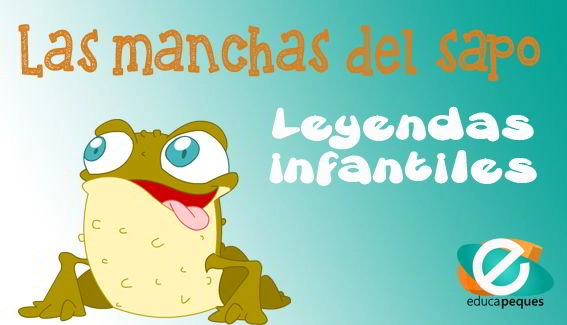 Las manchas del sapo
Leyendas
infantiles
e
educapeques